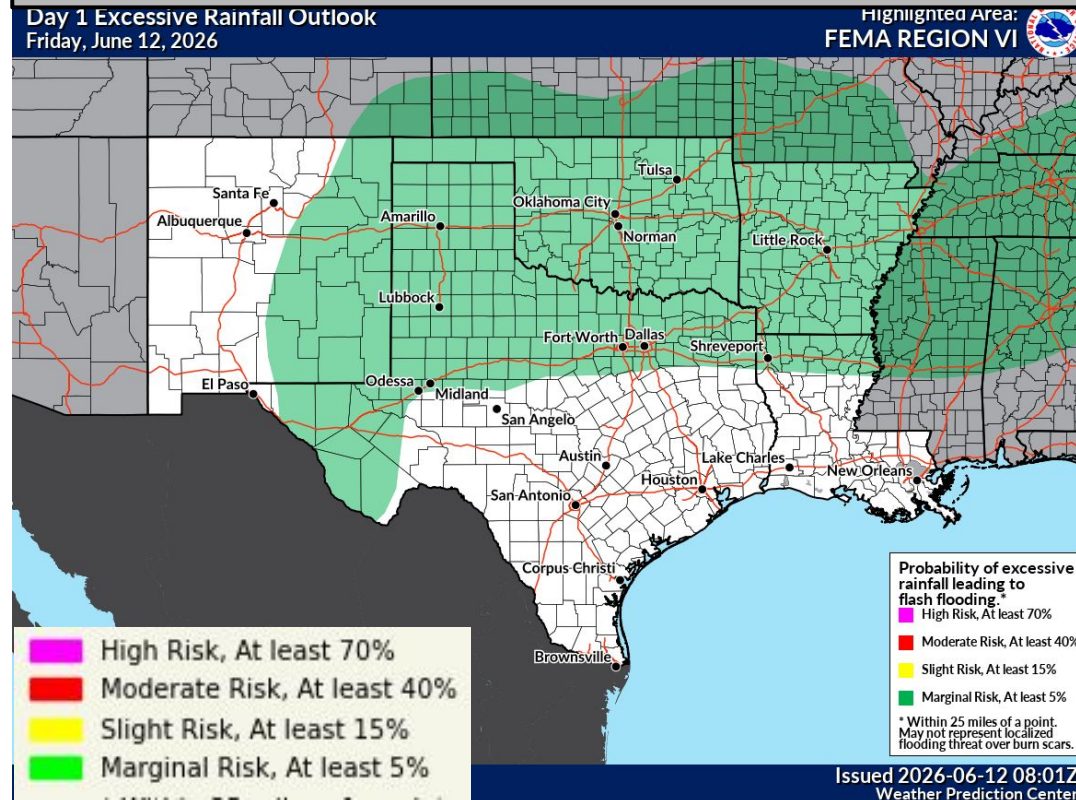 Day 1 Excessive Rainfall Outlook
Friday, June 12, 2026
Highlighted Area:
FEMA REGION VI
Santa Fe
Albuquerque
Amarillo
Tulsa
Oklahoma City
Norman
Little Rock
Lubbock
Fort Worth
Dallas
Shreveport
El Paso
Odessa
Midland
San Angelo
Austin
Lake Charles
New Orleans
Houston
San Antonio
Corpus Christi
Brownsville
Probability of excessive
rainfall leading to
flash flooding.*
High Risk, At least 70%
Moderate Risk, At least 40%
Slight Risk, At least 15%
Marginal Risk, At least 5%
* Within 25 miles of a point.
May not represent localized
flooding threat over burn scars.
High Risk, At least 70%
Moderate Risk, At least 40%
Slight Risk, At least 15%
Marginal Risk, At least 5%
Issued 2026-06-12 08:01Z
Weather Prediction Center